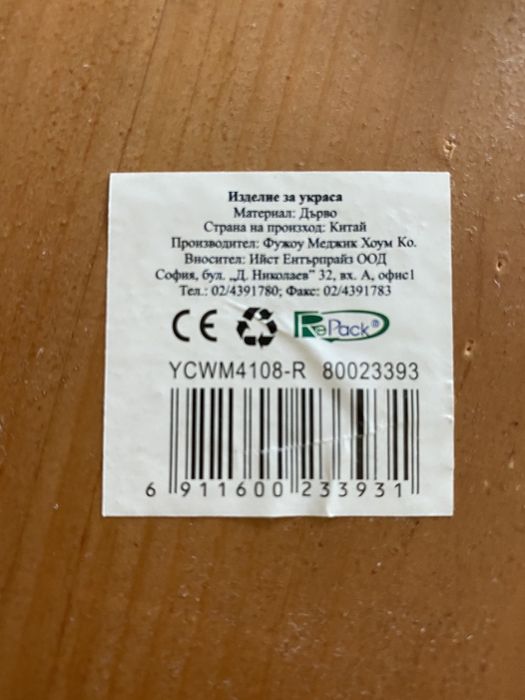 Изделие за украса
Материал: Дърво
Страна на произход: Китай
Производител: Фужоу Меджик Хоум Ко.
Вносител: Ийст Ентърпрайз ООД
София, бул. „Д. Николаев” 32, вх. А, офис1
Тел.: 02/4391780; Факс: 02/4391783
CE RePack®
YCWM4108-R 80023393
6 911600 233931